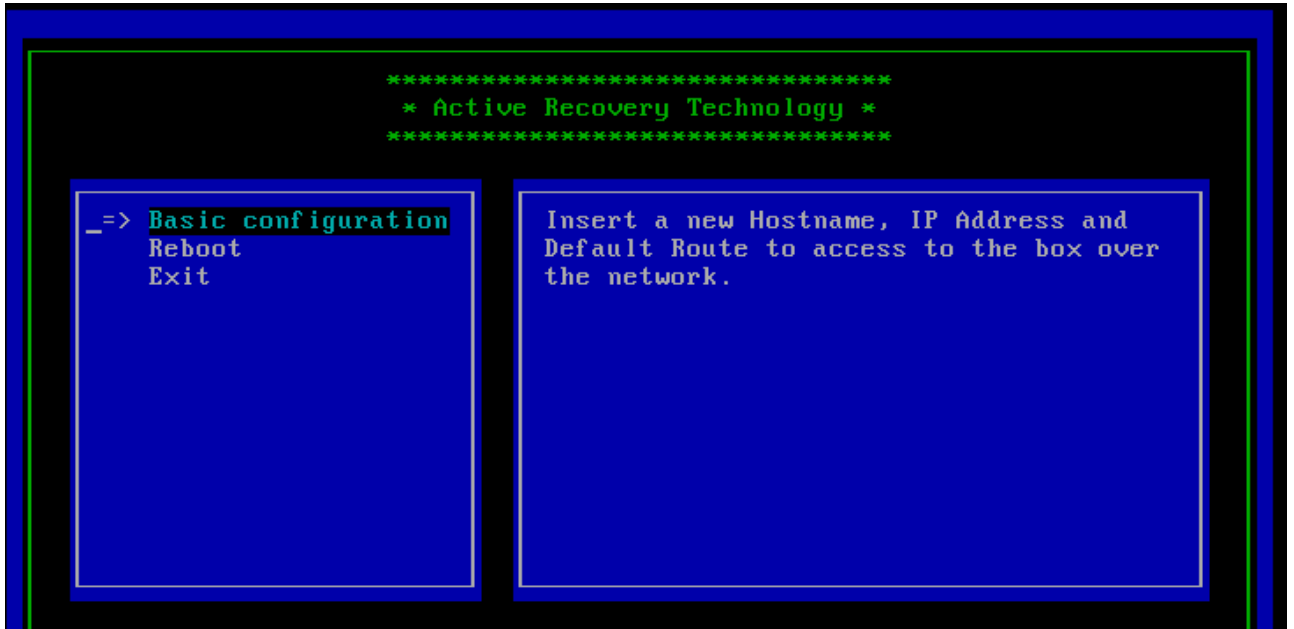 ********************************
* Active Recovery Technology *
********************************
_=> Basic configuration
Reboot
Exit
Insert a new Hostname, IP Address and
Default Route to access to the box over
the network.